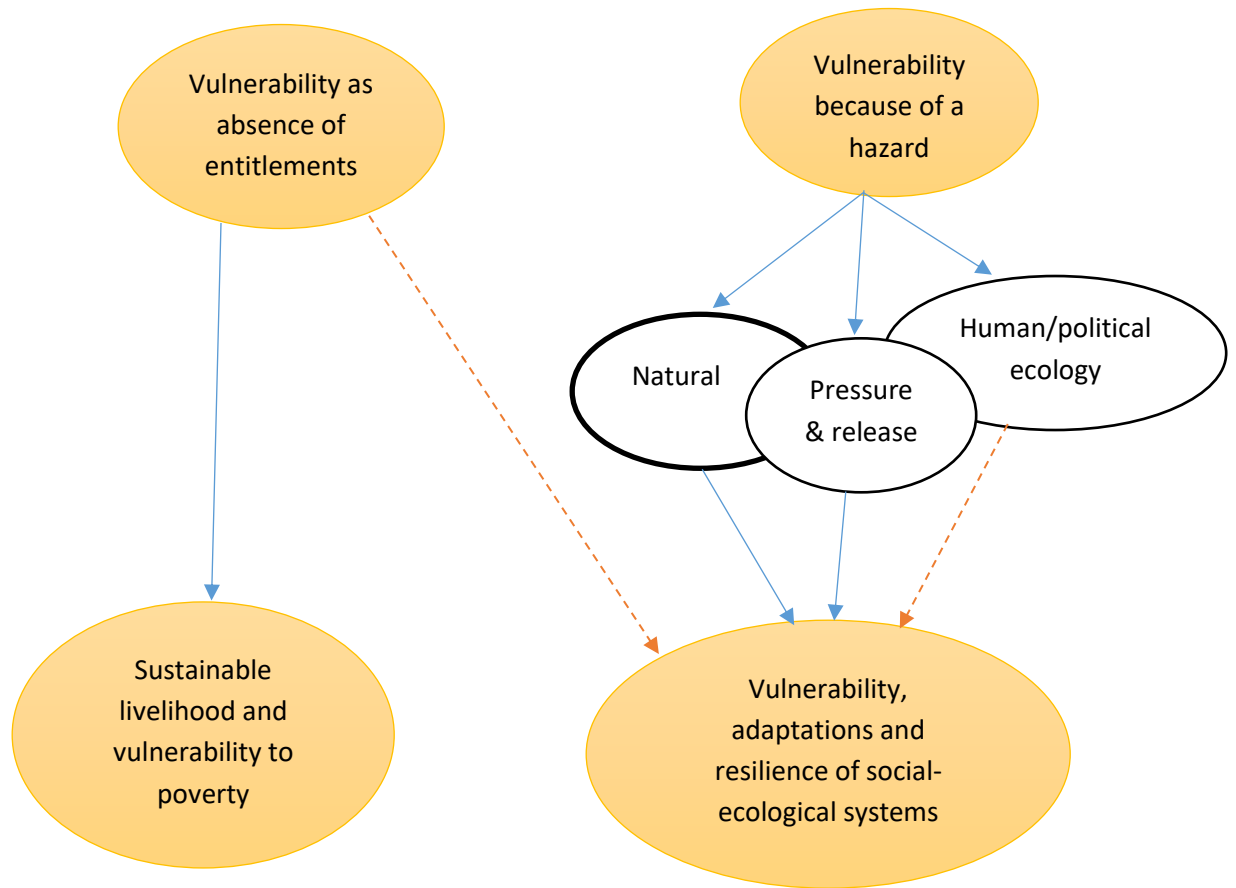 Vulnerability as
absence of
entitlements
Vulnerability
because of a
hazard
Natural
Pressure
& release
Human/political
ecology
Sustainable
livelihood and
vulnerability to
poverty
Vulnerability,
adaptations and
resilience of social-
ecological systems